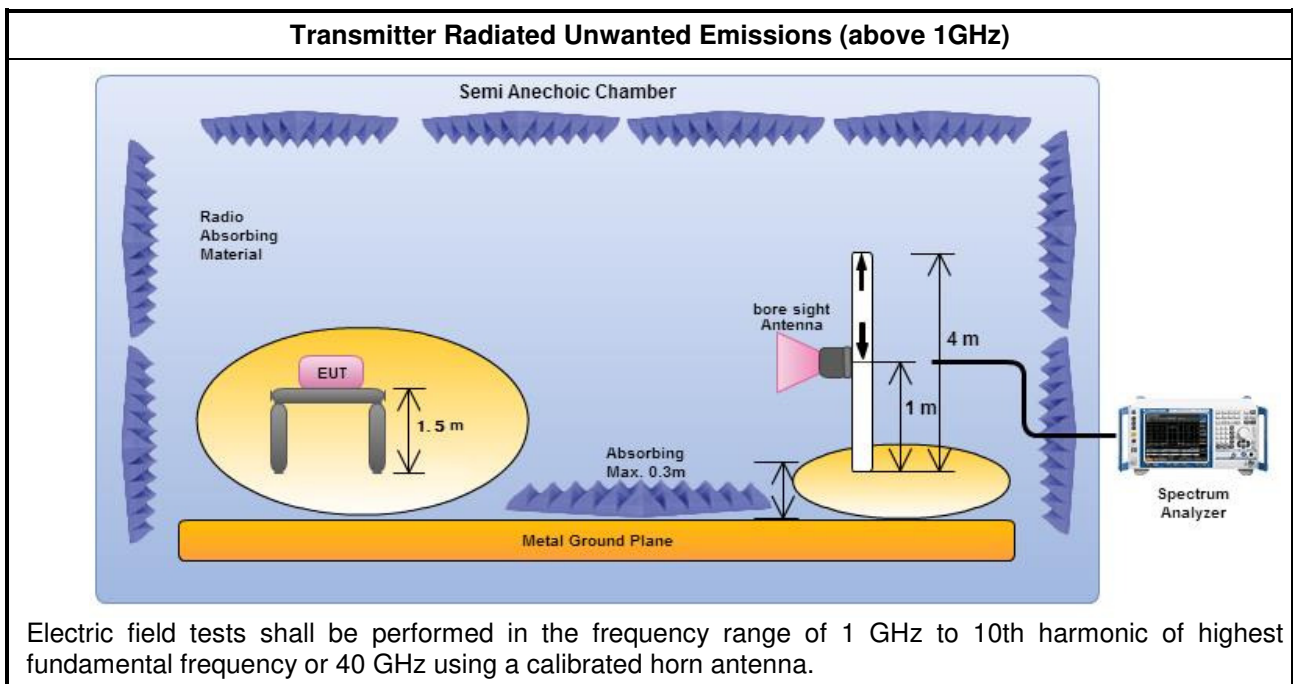 Transmitter Radiated Unwanted Emissions (above 1GHz)
Semi Anechoic Chamber
Radio
Absorbing
Material
bore sight
Antenna
4 m
EUT
1 m
1. 5 m
Absorbing
Max. 0.3m
Spectrum
Analyzer
Metal Ground Plane
Electric field tests shall be performed in the frequency range of 1 GHz to 10th harmonic of highest
fundamental frequency or 40 GHz using a calibrated horn antenna.